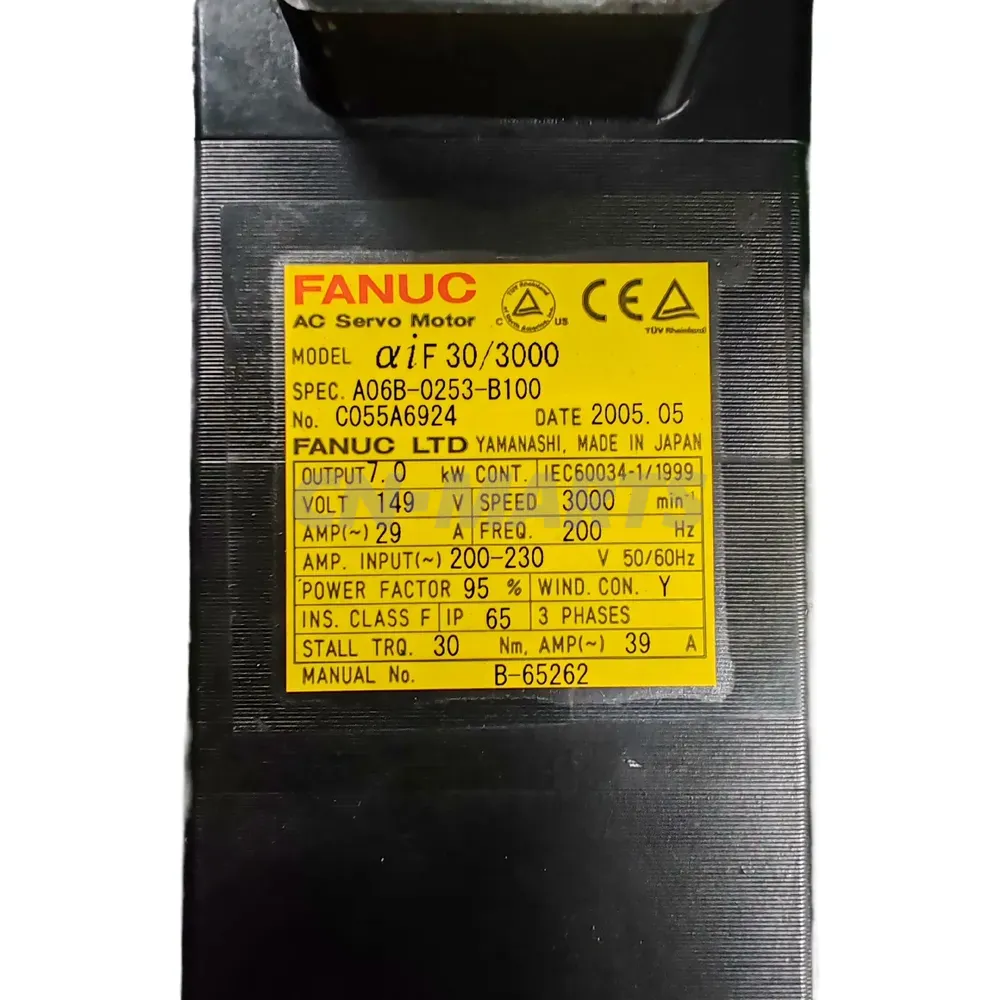 FANUC
AC Servo Motor
C US
TÜV Rheinland
MODEL αiF 30/3000
SPEC. A06B-0253-B100
No. C055A6924 DATE 2005.05
FANUC LTD YAMANASHI, MADE IN JAPAN
OUTPUT 7.0 kW CONT. IEC60034-1/1999
VOLT 149 V SPEED 3000 min-1
AMP(~) 29 A FREQ. 200 Hz
AMP. INPUT(~) 200-230 V 50/60Hz
POWER FACTOR 95 % WIND. CON. Y
INS. CLASS F IP 65 3 PHASES
STALL TRQ. 30 Nm, AMP(~) 39 A
MANUAL No. B-65262